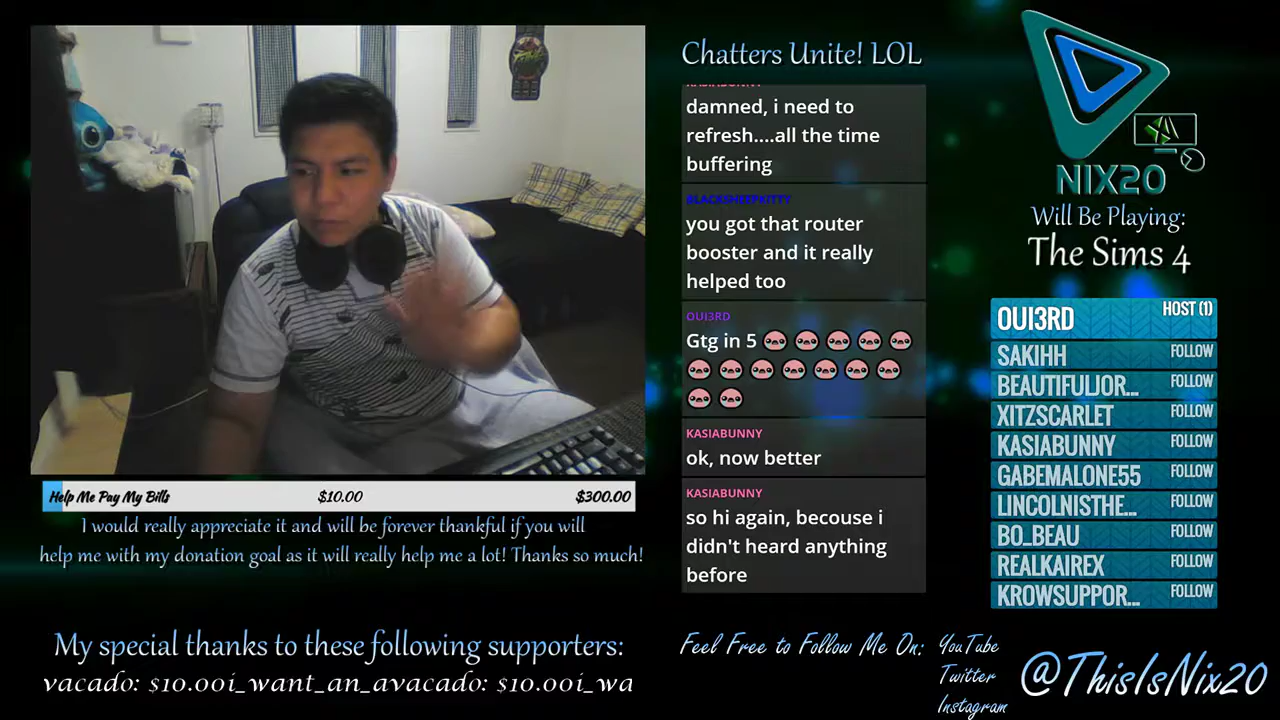 Chatters Unite! LOL
KASIABUNNY
damned, i need to
refresh....all the time
buffering
BLACKSHEEPKITTY
you got that router
booster and it really
helped too
OUI3RD
Gtg in 5
KASIABUNNY
ok, now better
KASIABUNNY
so hi again, becouse i
didn't heard anything
before
NIX20
Will Be Playing:
The Sims 4
OUI3RD HOST (1)
SAKIHH FOLLOW
BEAUTIFULJOR... FOLLOW
XITZSCARLET FOLLOW
KASIABUNNY FOLLOW
GABEMALONE55 FOLLOW
LINCOLNISTHE... FOLLOW
BO_BEAU FOLLOW
REALKAIREX FOLLOW
KROWSUPPOR... FOLLOW
Help Me Pay My Bills $10.00 $300.00
I would really appreciate it and will be forever thankful if you will
help me with my donation goal as it will really help me a lot! Thanks so much!
My special thanks to these following supporters:
vacado: $10.00i_want_an_avacado: $10.00i_wa
Feel Free to Follow Me On:
YouTube
Twitter
Instagram
@ThisIsNix20